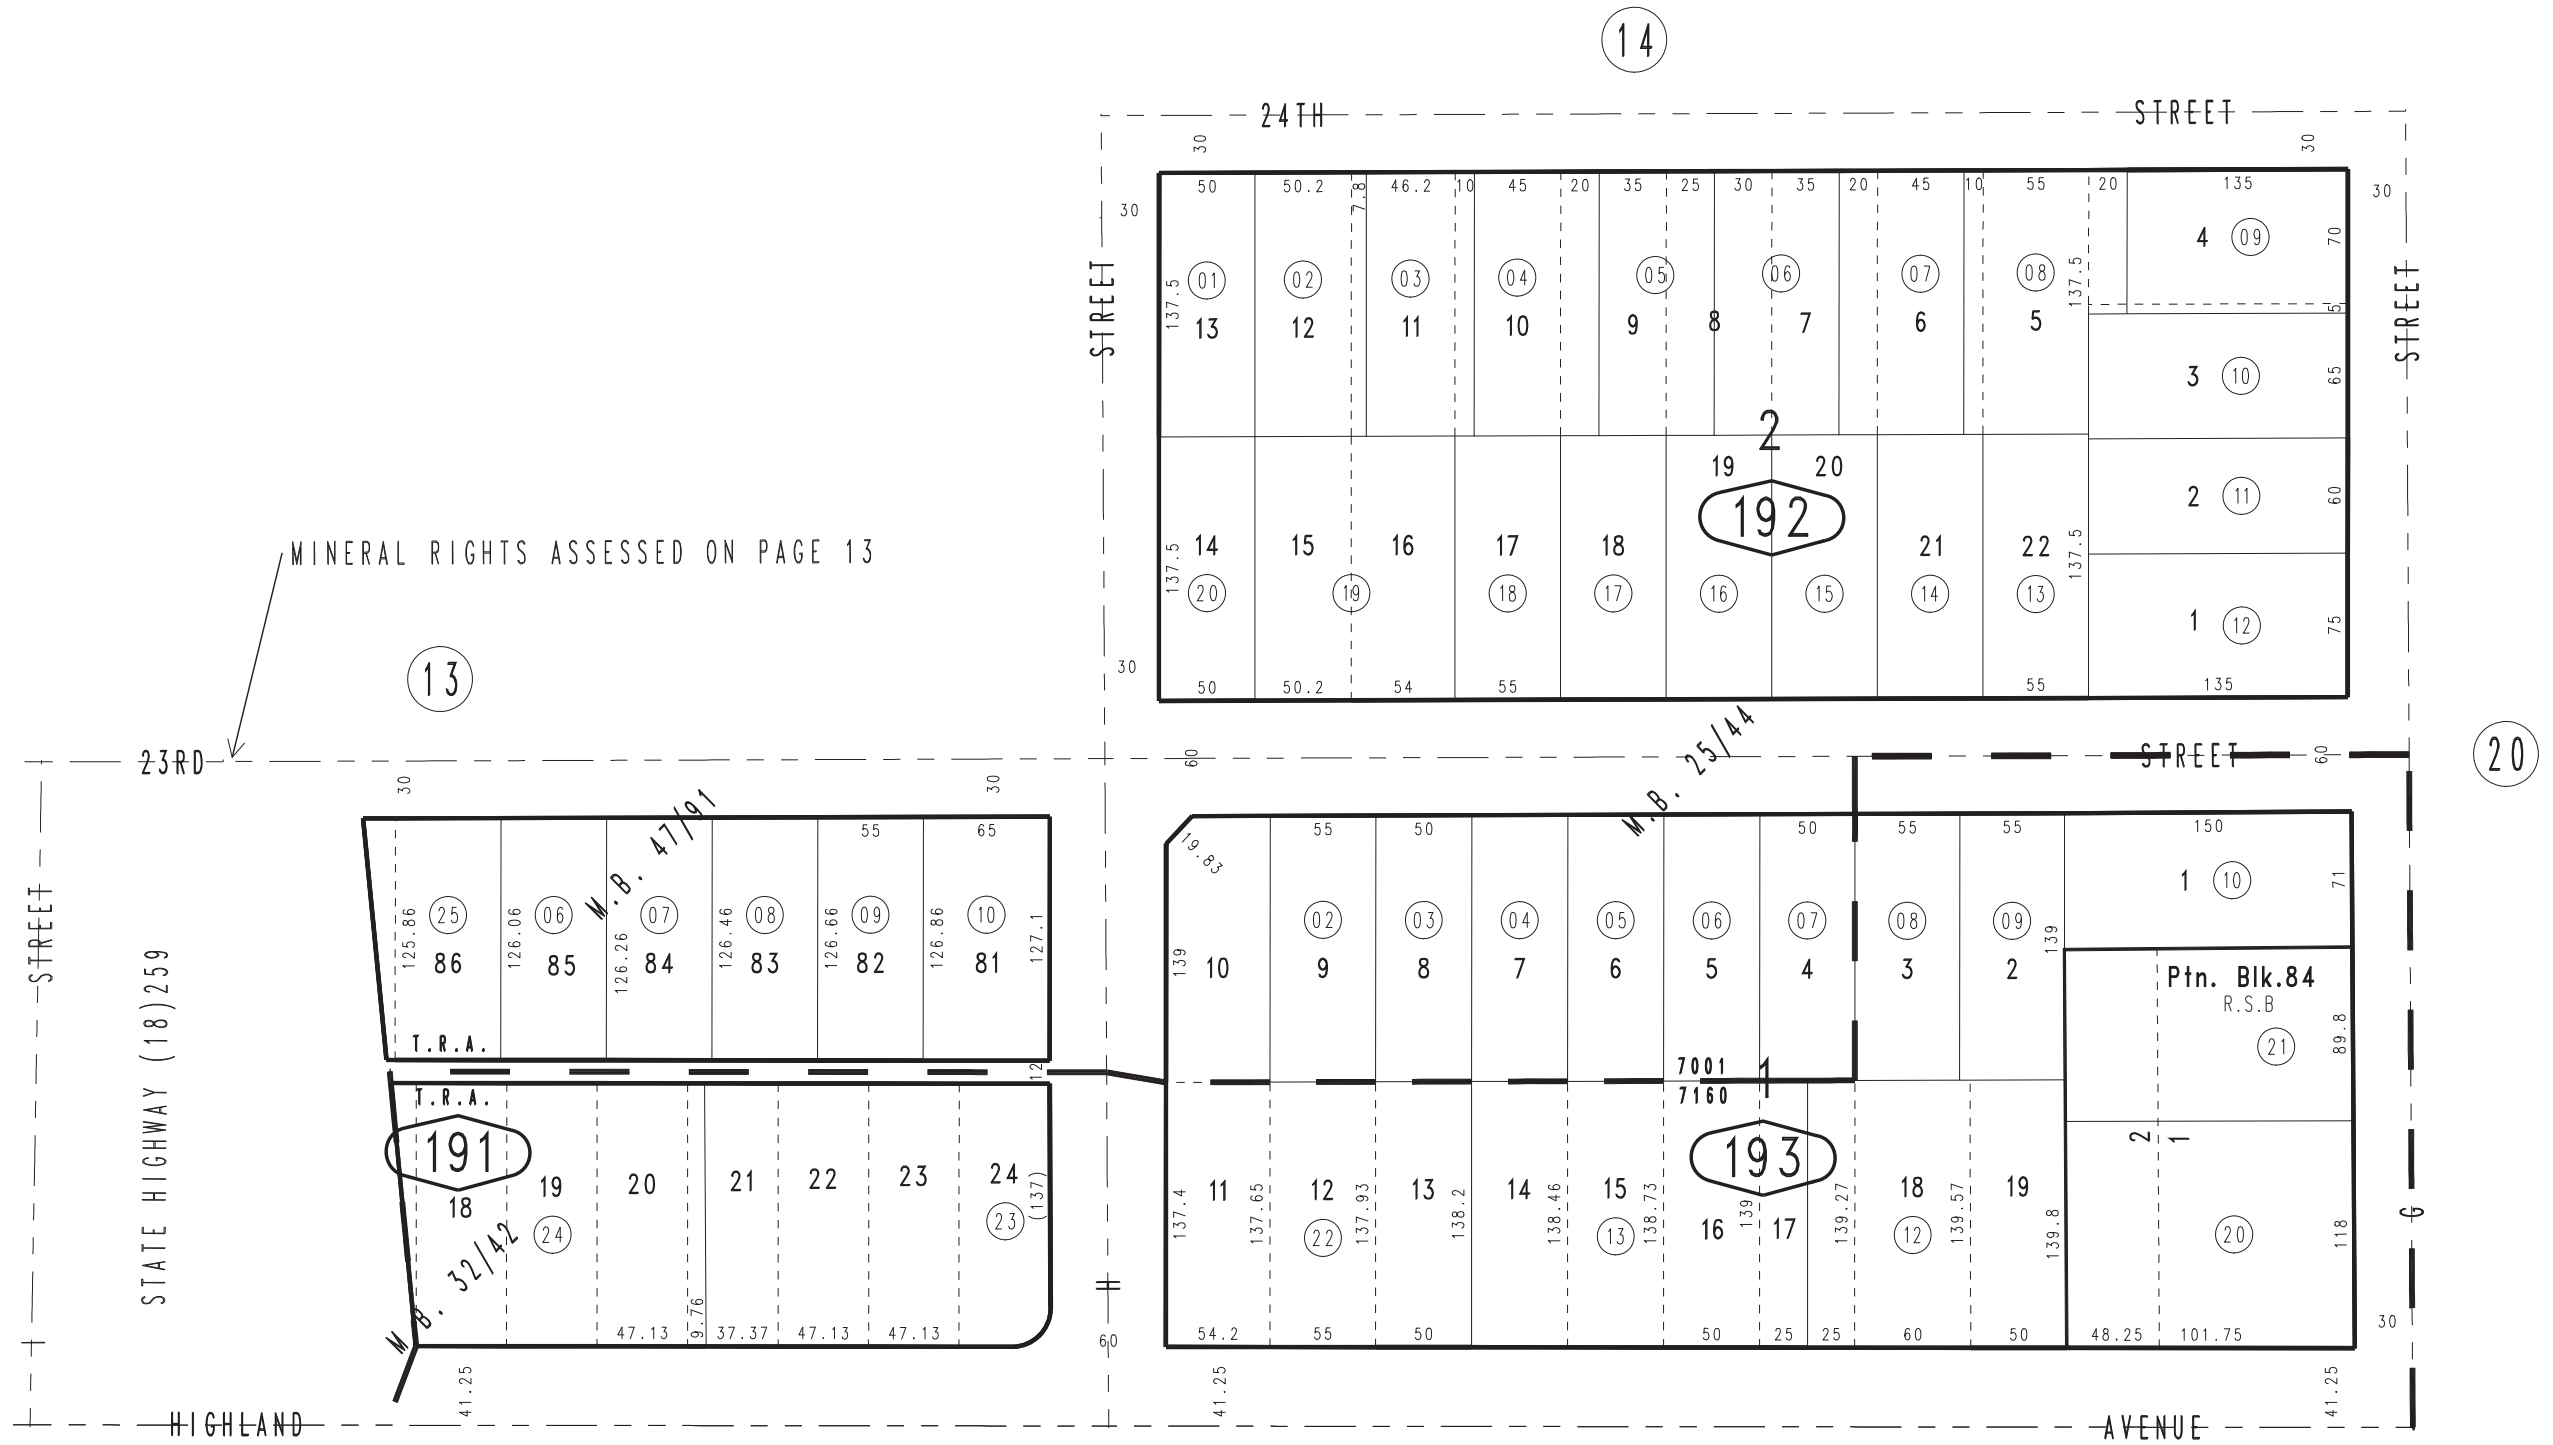 14
24TH STREET
30 30
50 50.2 7.8 46.2 10 45 20 35 25 30 35 20 45 10 55 20 135
30 30
STREET
137.5 01 02 03 04 05 06 07 08 137.5 4 09 70
13 12 11 10 9 8 7 6 5
5
STREET
3 10 65
2
19 20
192
2 11 60
137.5 14 15 16 17 18 21 22 137.5
20 19 18 17 16 15 14 13
1 12 75
30
50 50.2 54 55 55 135
MINERAL RIGHTS ASSESSED ON PAGE 13
13
M.B. 25/44
23RD STREET
60 60
20
30 30
M.B. 47/91
55 65
125.86 25 126.06 06 126.26 07 126.46 08 126.66 09 126.86 10 127.1
86 85 84 83 82 81
T.R.A.
12
T.R.A.
191
18 19 20 21 22 23 24
24 23 (137)
M.B. 32/42
47.13 9.76 37.37 47.13 47.13
STREET
STATE HIGHWAY (18)259
19.83
55 50 50 55 55 150
02 03 04 05 06 07 08 09 1 10 71
139 10 9 8 7 6 5 4 3 2 139
Ptn. Blk.84
R.S.B
21 89.8
7001 1
7160
193
2 1
137.4 11 137.65 12 137.93 13 138.2 14 138.46 15 138.73 16 139 17 139.27 18 139.57 19 139.8
22 13 12 20 118
H
G
60
54.2 55 50 50 25 25 60 50 48.25 101.75
30
41.25 41.25 41.25
HIGHLAND AVENUE